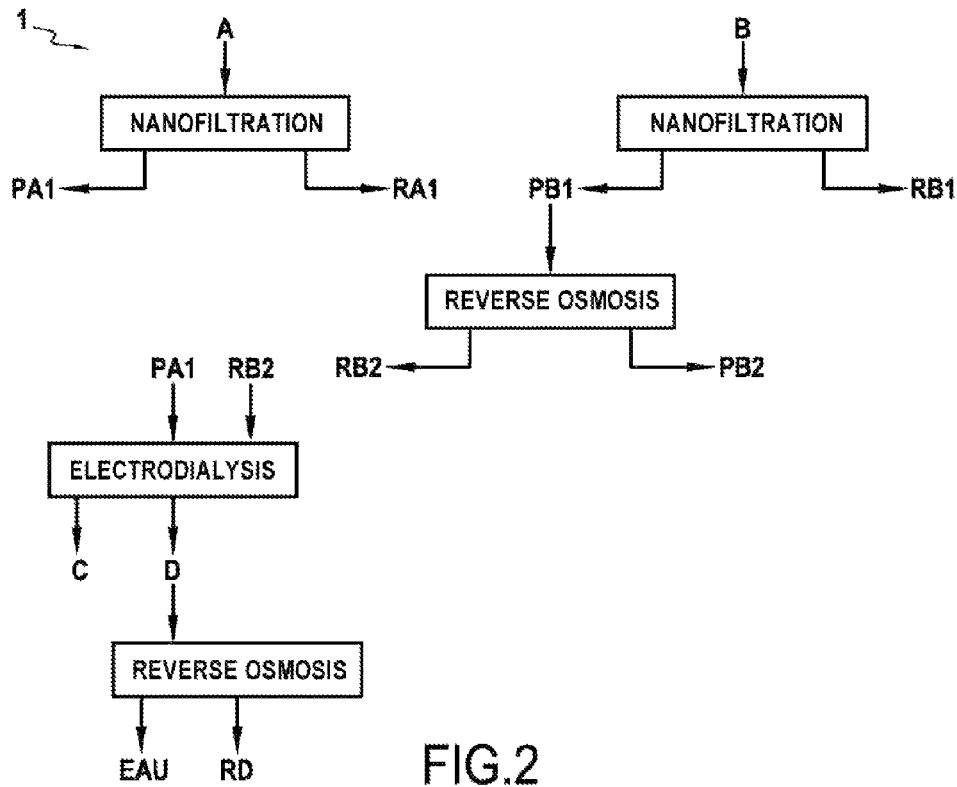 1
A
B
NANOFILTRATION
NANOFILTRATION
PA1
RA1
PB1
RB1
REVERSE OSMOSIS
RB2
PB2
PA1
RB2
ELECTRODIALYSIS
C
D
REVERSE OSMOSIS
EAU
RD
FIG.2